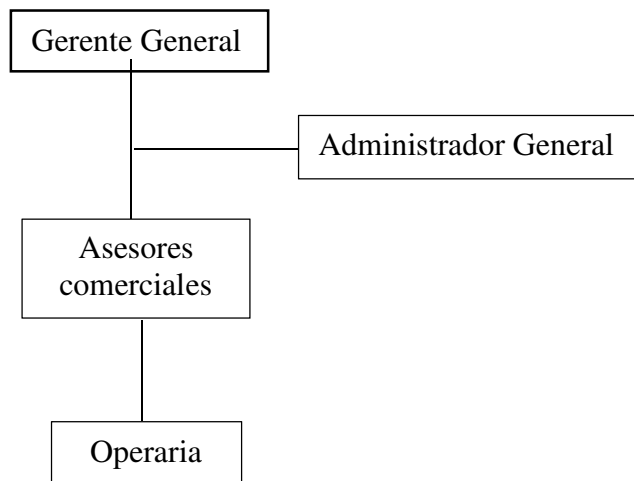 Gerente General
Administrador General
Asesores
comerciales
Operaria